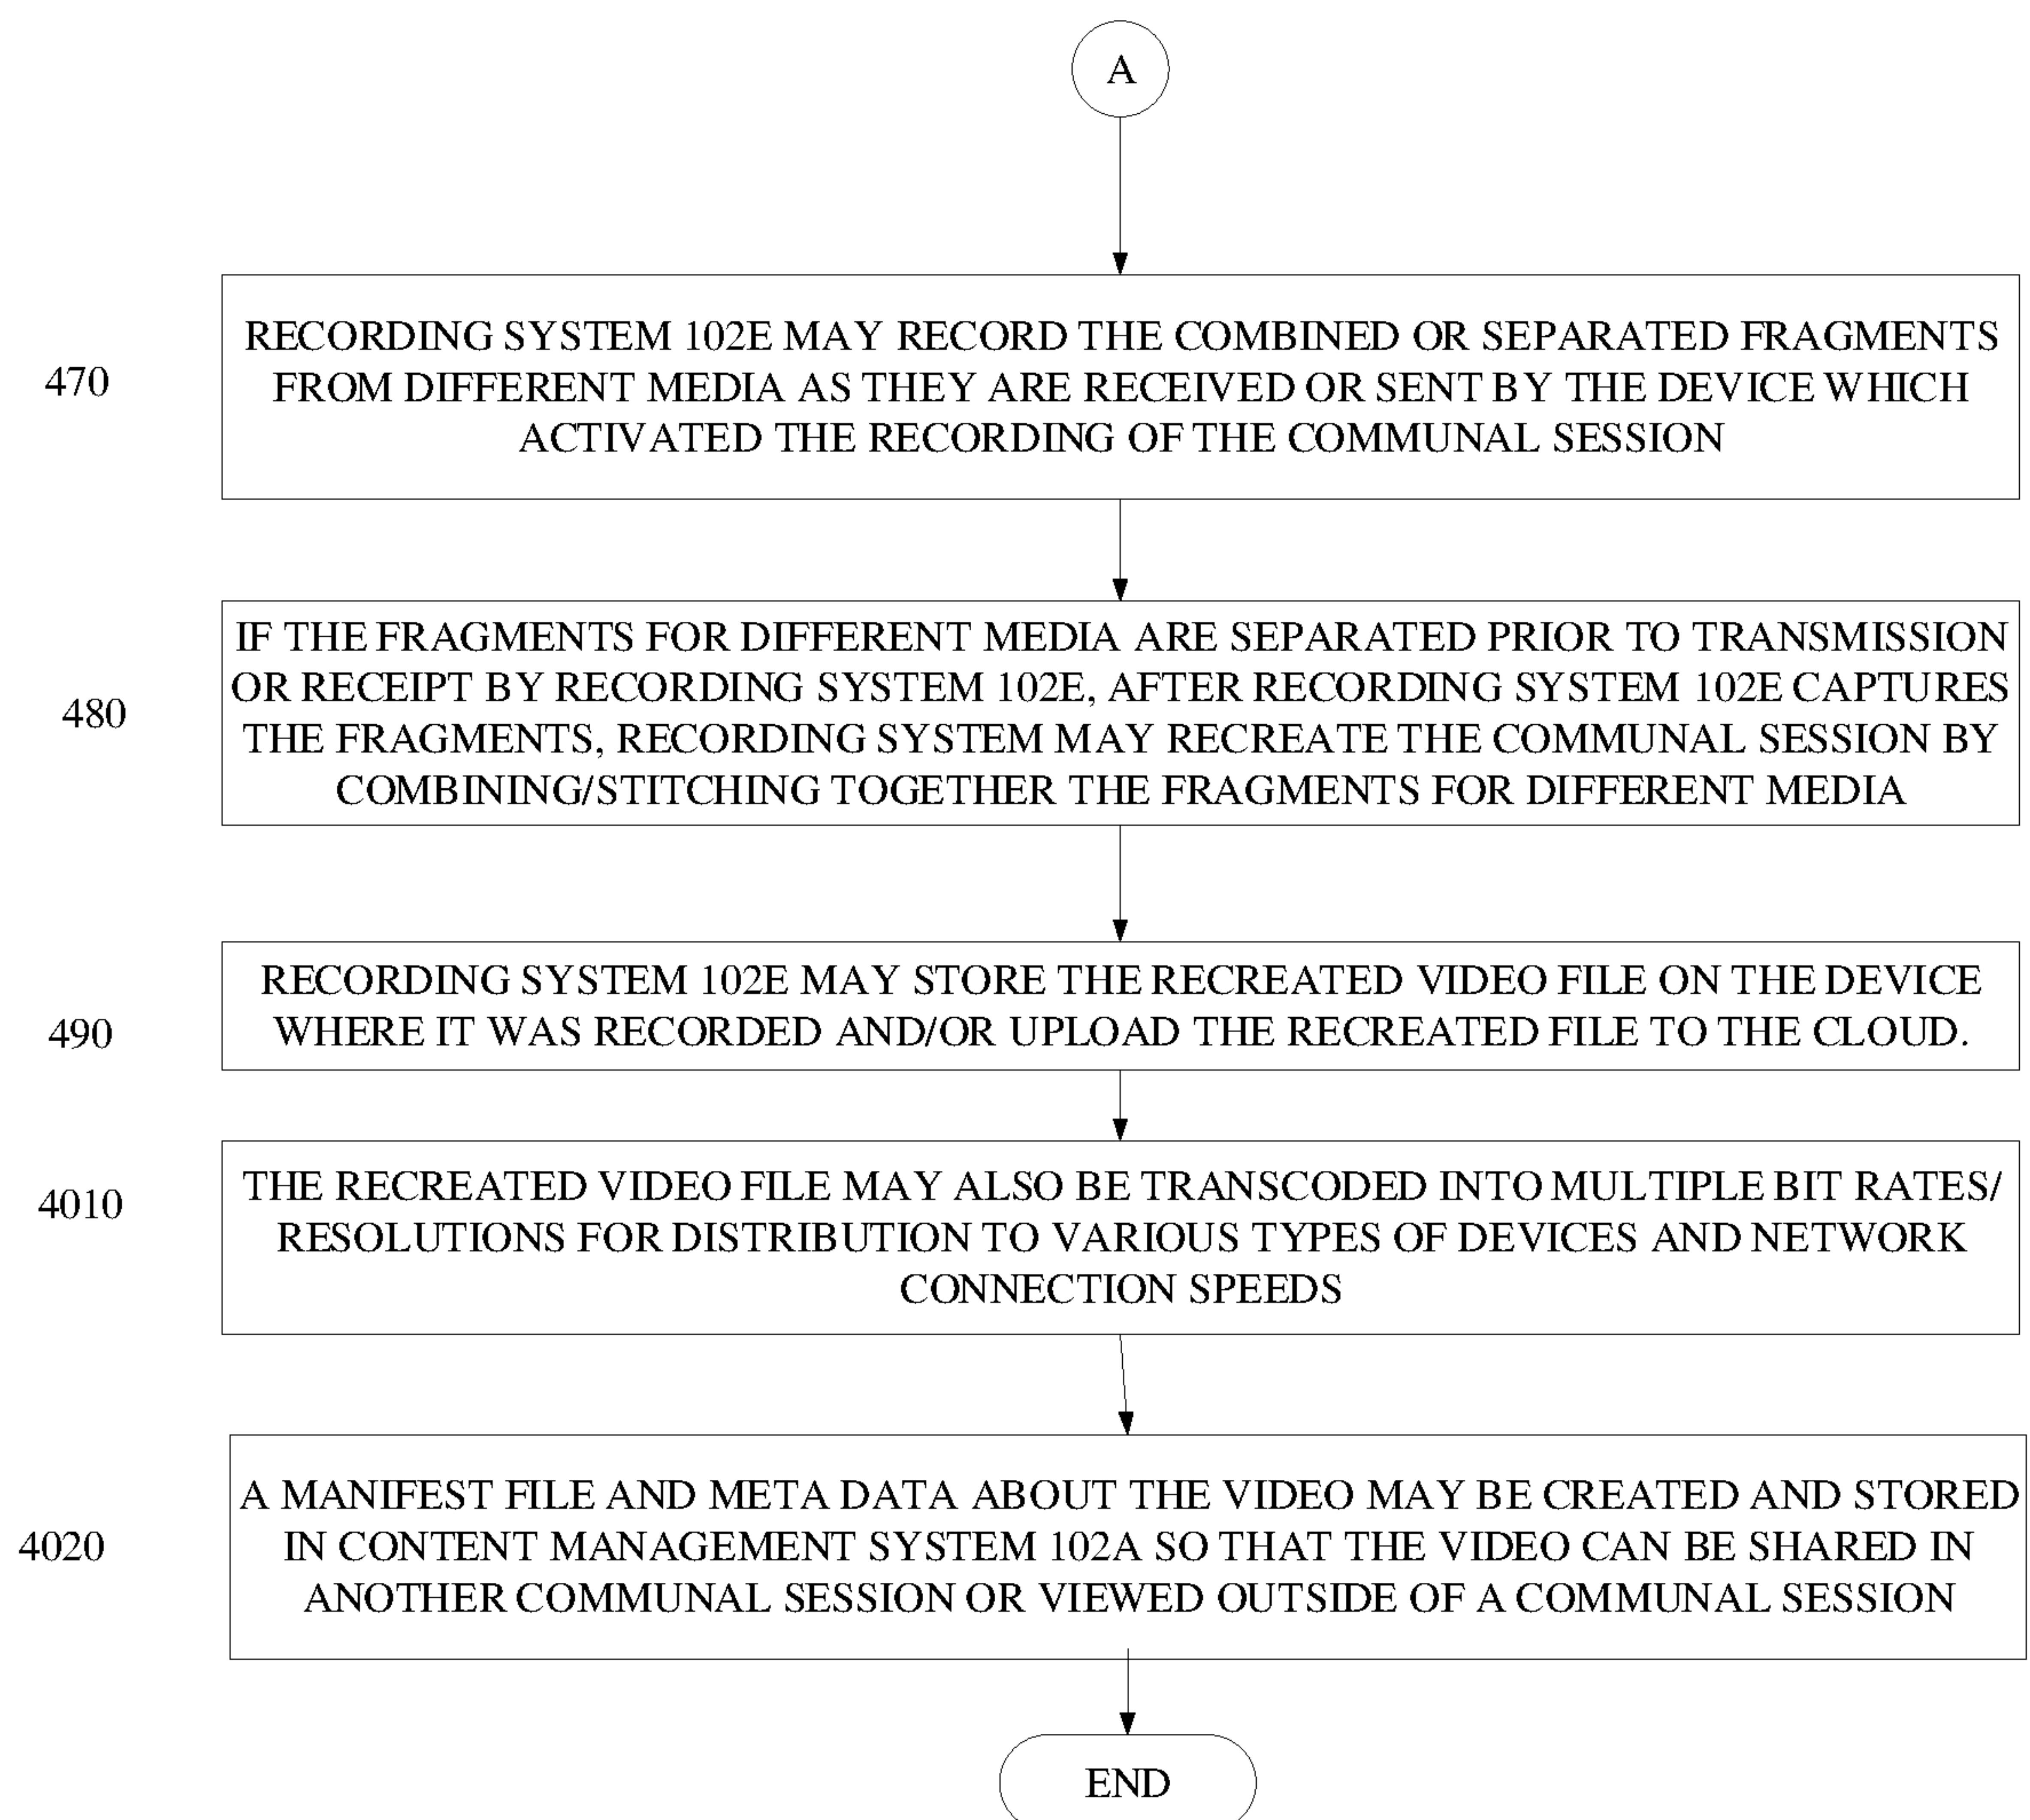 A
470
RECORDING SYSTEM 102E MAY RECORD THE COMBINED OR SEPARATED FRAGMENTS
FROM DIFFERENT MEDIA AS THEY ARE RECEIVED OR SENT BY THE DEVICE WHICH
ACTIVATED THE RECORDING OF THE COMMUNAL SESSION
480
IF THE FRAGMENTS FOR DIFFERENT MEDIA ARE SEPARATED PRIOR TO TRANSMISSION
OR RECEIPT BY RECORDING SYSTEM 102E, AFTER RECORDING SYSTEM 102E CAPTURES
THE FRAGMENTS, RECORDING SYSTEM MAY RECREATE THE COMMUNAL SESSION BY
COMBINING/STITCHING TOGETHER THE FRAGMENTS FOR DIFFERENT MEDIA
490
RECORDING SYSTEM 102E MAY STORE THE RECREATED VIDEO FILE ON THE DEVICE
WHERE IT WAS RECORDED AND/OR UPLOAD THE RECREATED FILE TO THE CLOUD.
4010
THE RECREATED VIDEO FILE MAY ALSO BE TRANSCODED INTO MULTIPLE BIT RATES/
RESOLUTIONS FOR DISTRIBUTION TO VARIOUS TYPES OF DEVICES AND NETWORK
CONNECTION SPEEDS
4020
A MANIFEST FILE AND META DATA ABOUT THE VIDEO MAY BE CREATED AND STORED
IN CONTENT MANAGEMENT SYSTEM 102A SO THAT THE VIDEO CAN BE SHARED IN
ANOTHER COMMUNAL SESSION OR VIEWED OUTSIDE OF A COMMUNAL SESSION
END